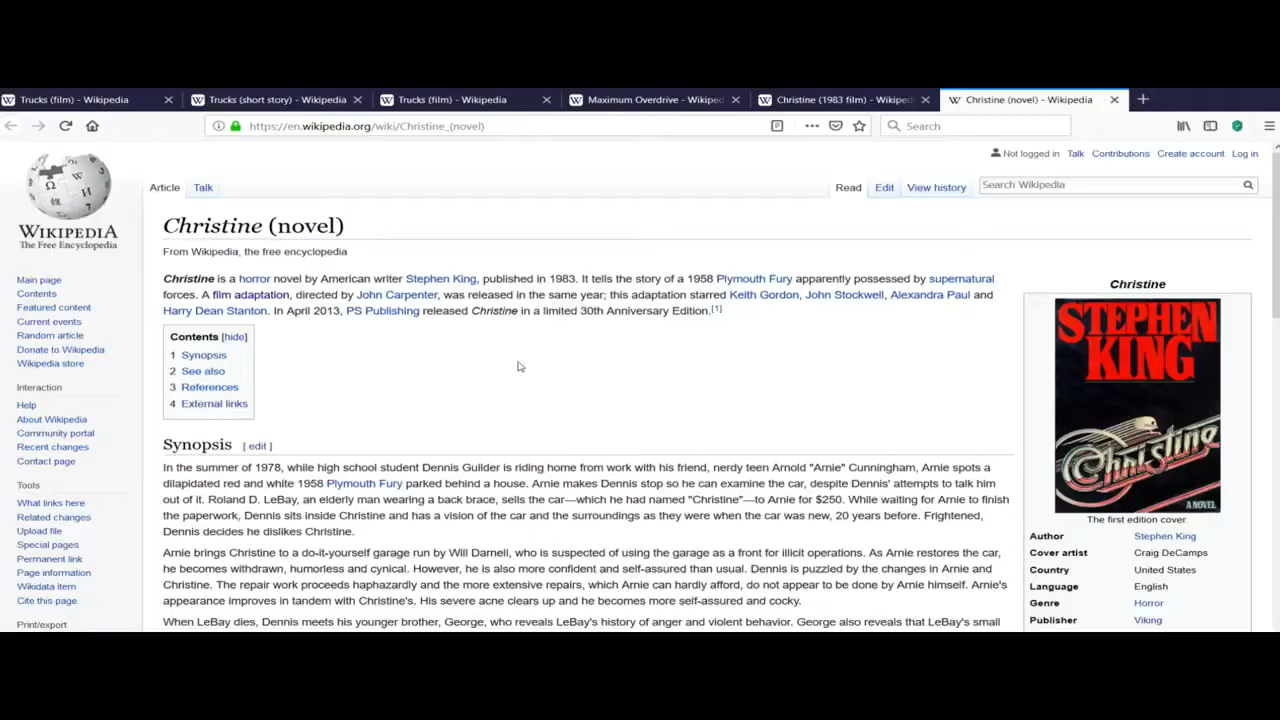 Trucks (film) - Wikipedia
Trucks (short story) - Wikipedia
Trucks (film) - Wikipedia
Maximum Overdrive - Wikiped
Christine (1983 film) - Wikiped
Christine (novel) - Wikipedia
https://en.wikipedia.org/wiki/Christine_(novel)
Search
Not logged in Talk Contributions Create account Log in
Article Talk
Read Edit View history
Search Wikipedia
WIKIPEDIA
The Free Encyclopedia
Main page
Contents
Featured content
Current events
Random article
Donate to Wikipedia
Wikipedia store
Interaction
Help
About Wikipedia
Community portal
Recent changes
Contact page
Tools
What links here
Related changes
Upload file
Special pages
Permanent link
Page information
Wikidata item
Cite this page
Print/export
Christine (novel)
From Wikipedia, the free encyclopedia
Christine is a horror novel by American writer Stephen King, published in 1983. It tells the story of a 1958 Plymouth Fury apparently possessed by supernatural
forces. A film adaptation, directed by John Carpenter, was released in the same year; this adaptation starred Keith Gordon, John Stockwell, Alexandra Paul and
Harry Dean Stanton. In April 2013, PS Publishing released Christine in a limited 30th Anniversary Edition.[1]
Contents [hide]
1 Synopsis
2 See also
3 References
4 External links
Synopsis [ edit ]
In the summer of 1978, while high school student Dennis Guilder is riding home from work with his friend, nerdy teen Arnold "Arnie" Cunningham, Arnie spots a
dilapidated red and white 1958 Plymouth Fury parked behind a house. Arnie makes Dennis stop so he can examine the car, despite Dennis' attempts to talk him
out of it. Roland D. LeBay, an elderly man wearing a back brace, sells the car—which he had named "Christine"—to Arnie for $250. While waiting for Arnie to finish
the paperwork, Dennis sits inside Christine and has a vision of the car and the surroundings as they were when the car was new, 20 years before. Frightened,
Dennis decides he dislikes Christine.
Arnie brings Christine to a do-it-yourself garage run by Will Darnell, who is suspected of using the garage as a front for illicit operations. As Arnie restores the car,
he becomes withdrawn, humorless and cynical. However, he is also more confident and self-assured than usual. Dennis is puzzled by the changes in Arnie and
Christine. The repair work proceeds haphazardly and the more extensive repairs, which Arnie can hardly afford, do not appear to be done by Arnie himself. Arnie's
appearance improves in tandem with Christine's. His severe acne clears up and he becomes more self-assured and cocky.
When LeBay dies, Dennis meets his younger brother, George, who reveals LeBay's history of anger and violent behavior. George also reveals that LeBay's small
Christine
STEPHEN
KING
Christine
A NOVEL
The first edition cover.
Author Stephen King
Cover artist Craig DeCamps
Country United States
Language English
Genre Horror
Publisher Viking